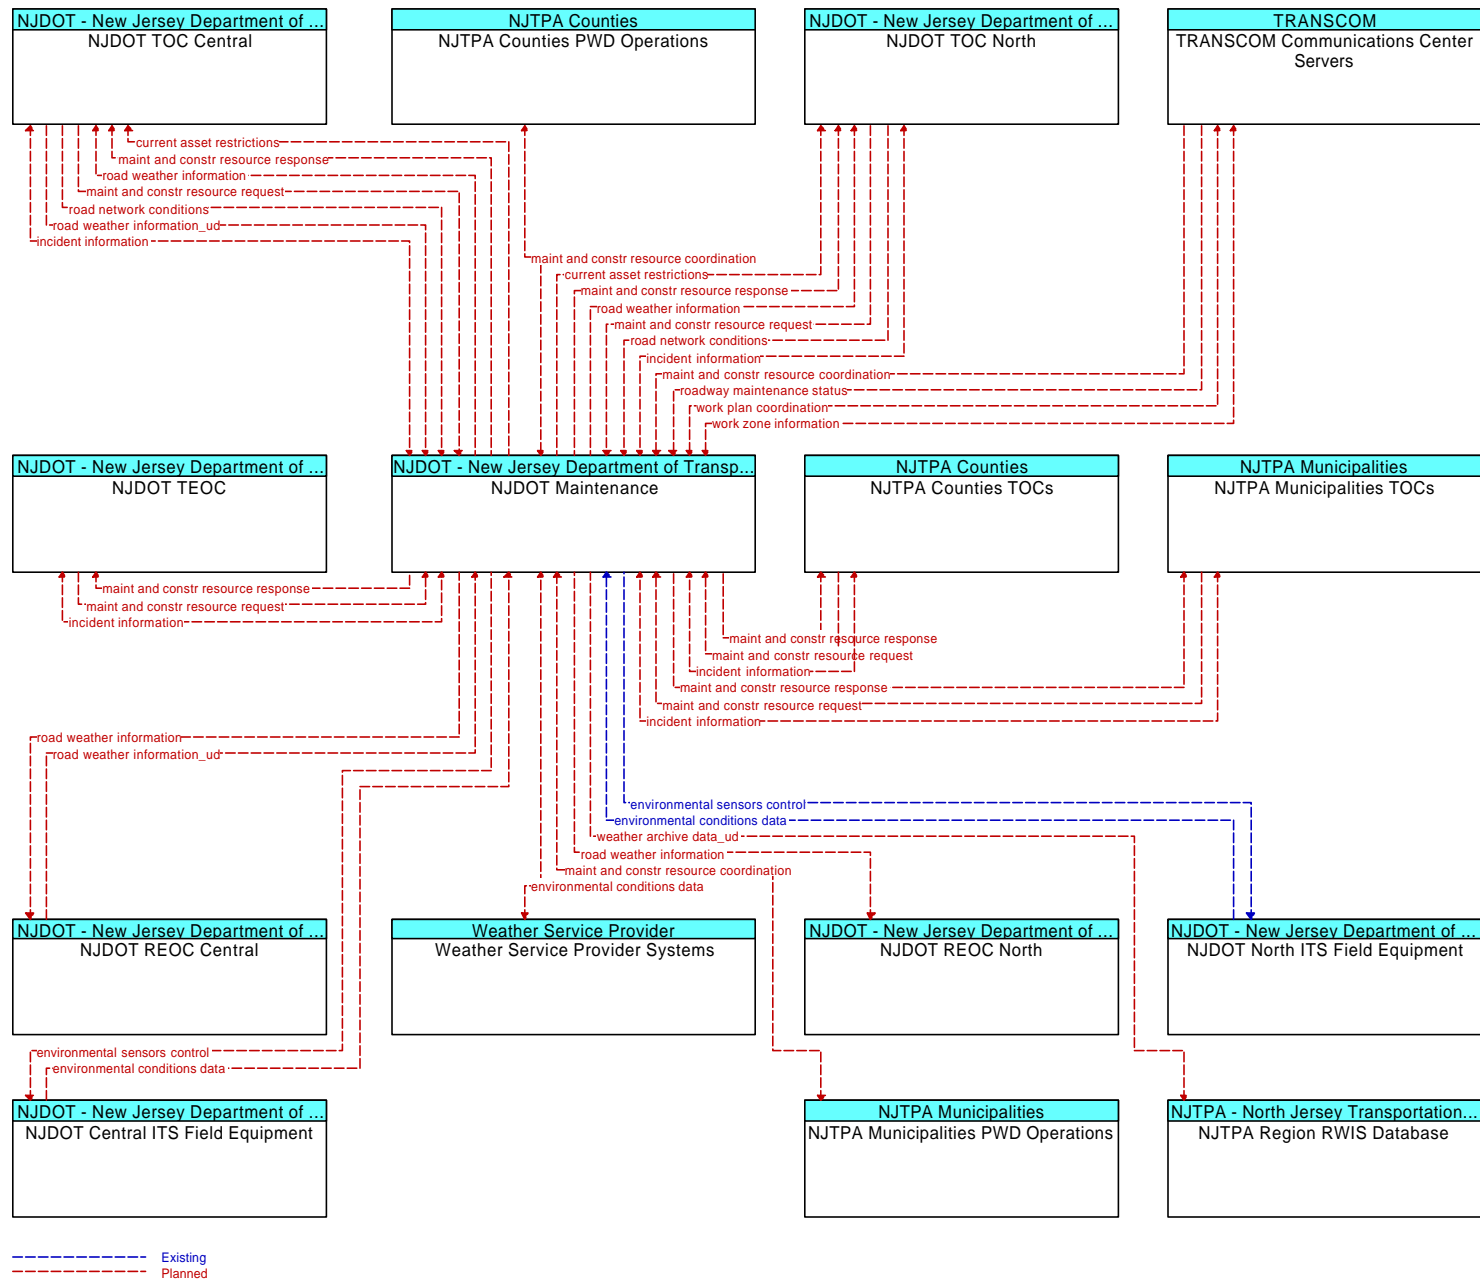 NJDOT - New Jersey Department of ...
NJDOT TOC Central
NJTPA Counties
NJTPA Counties PWD Operations
NJDOT - New Jersey Department of ...
NJDOT TOC North
TRANSCOM
TRANSCOM Communications Center
Servers
current asset restrictions
maint and constr resource response
road weather information
maint and constr resource request
road network conditions
road weather information_ud
incident information
maint and constr resource coordination
current asset restrictions
maint and constr resource response
road weather information
maint and constr resource request
road network conditions
incident information
maint and constr resource coordination
roadway maintenance status
work plan coordination
work zone information
NJDOT - New Jersey Department of ...
NJDOT TEOC
NJDOT - New Jersey Department of Transp...
NJDOT Maintenance
NJTPA Counties
NJTPA Counties TOCs
NJTPA Municipalities
NJTPA Municipalities TOCs
maint and constr resource response
maint and constr resource request
incident information
maint and constr resource response
maint and constr resource request
incident information
maint and constr resource response
maint and constr resource request
incident information
road weather information
road weather information_ud
environmental sensors control
environmental conditions data
weather archive data_ud
road weather information
maint and constr resource coordination
environmental conditions data
NJDOT - New Jersey Department of ...
NJDOT REOC Central
Weather Service Provider
Weather Service Provider Systems
NJDOT - New Jersey Department of ...
NJDOT REOC North
NJDOT - New Jersey Department of ...
NJDOT North ITS Field Equipment
environmental sensors control
environmental conditions data
NJDOT - New Jersey Department of ...
NJDOT Central ITS Field Equipment
NJTPA Municipalities
NJTPA Municipalities PWD Operations
NJTPA - North Jersey Transportation...
NJTPA Region RWIS Database
Existing
Planned